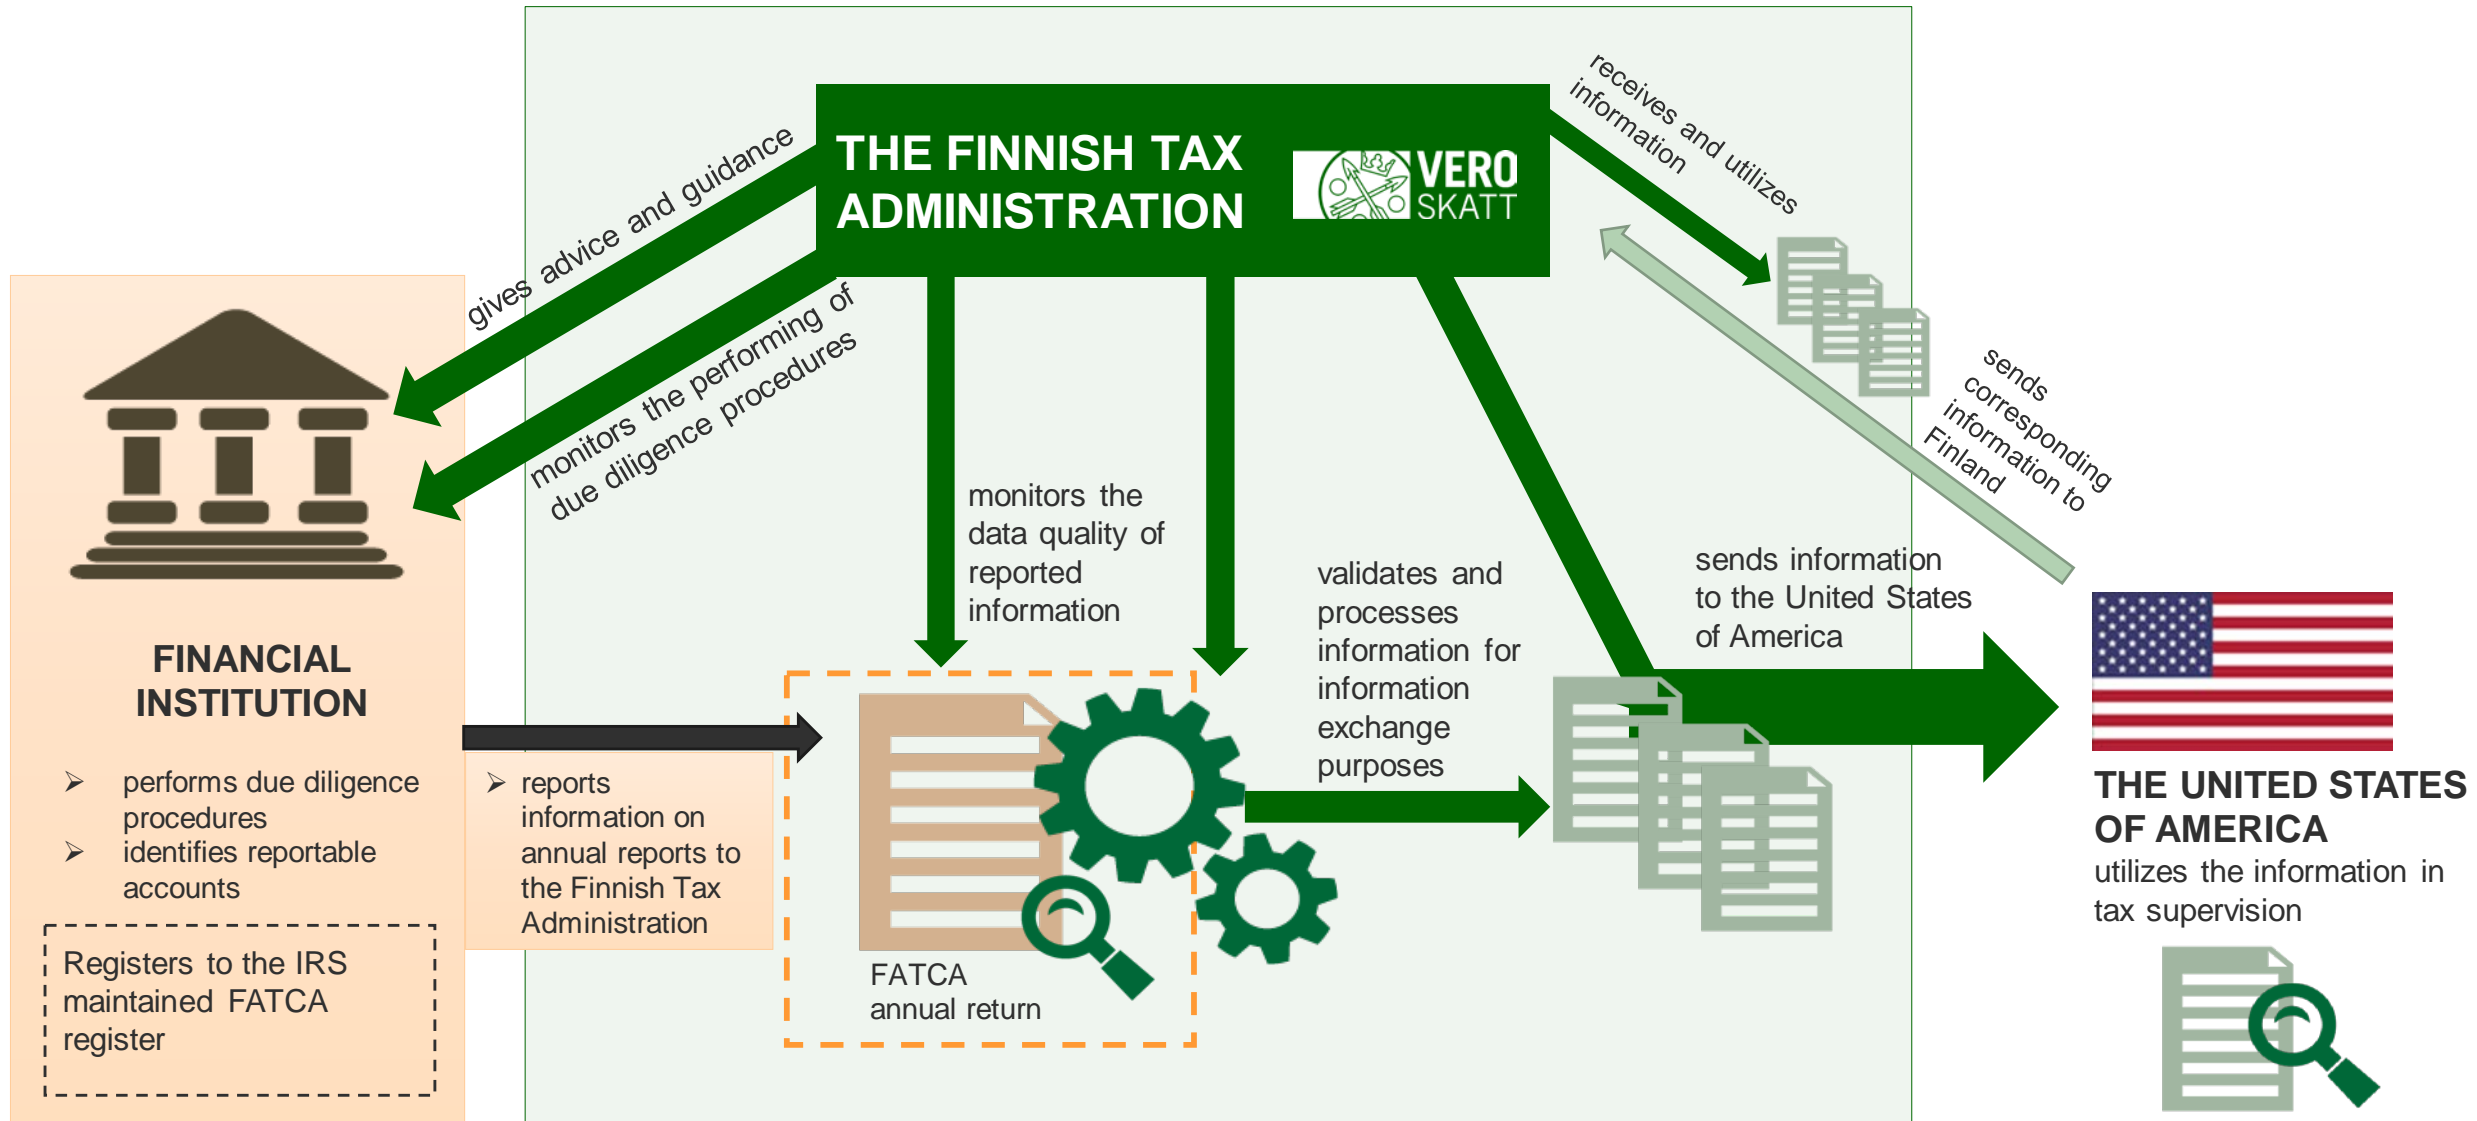 THE FINNISH TAX
ADMINISTRATION
VERO
SKATT
receives and utilizes
information
gives advice and guidance
monitors the performing of
due diligence procedures
sends
corresponding
information to
Finland
monitors the
data quality of
reported
information
validates and
processes
information for
information
exchange
purposes
sends information
to the United States
of America
FINANCIAL
INSTITUTION
➢ performs due diligence
procedures
➢ identifies reportable
accounts
Registers to the IRS
maintained FATCA
register
➢ reports
information on
annual reports to
the Finnish Tax
Administration
FATCA
annual return
THE UNITED STATES
OF AMERICA
utilizes the information in
tax supervision